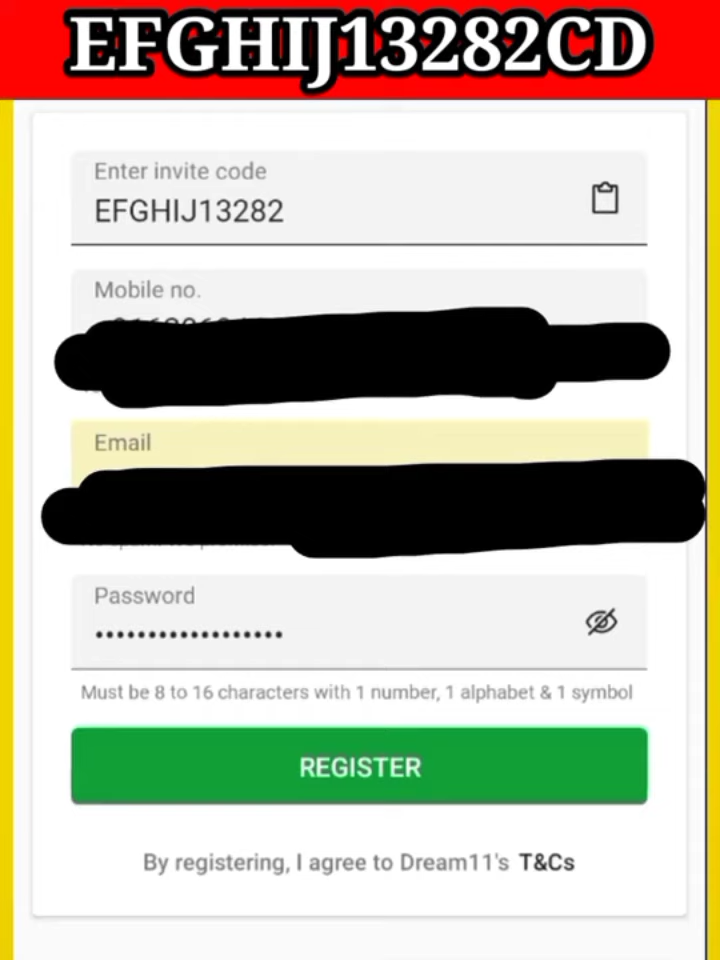 EFGHIJ13282CD
Enter invite code
EFGHIJ13282
Mobile no.
Email
Password
••••••••••••••••••
Must be 8 to 16 characters with 1 number, 1 alphabet & 1 symbol
REGISTER
By registering, I agree to Dream11's T&Cs